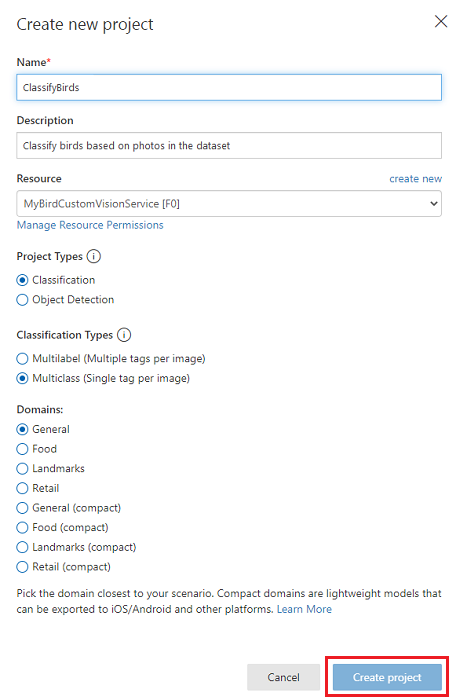 Create new project
Name*
ClassifyBirds
Description
Classify birds based on photos in the dataset
Resource create new
MyBirdCustomVisionService [F0]
Manage Resource Permissions
Project Types i
Classification
Object Detection
Classification Types i
Multilabel (Multiple tags per image)
Multiclass (Single tag per image)
Domains:
General
Food
Landmarks
Retail
General (compact)
Food (compact)
Landmarks (compact)
Retail (compact)
Pick the domain closest to your scenario. Compact domains are lightweight models that
can be exported to iOS/Android and other platforms. Learn More
Cancel Create project